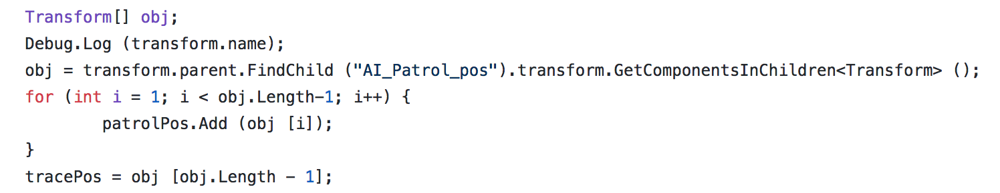 Transform[] obj;
Debug.Log (transform.name);
obj = transform.parent.FindChild ("AI_Patrol_pos").transform.GetComponentsInChildren<Transform> ();
for (int i = 1; i < obj.Length-1; i++) {
        patrolPos.Add (obj [i]);
}
tracePos = obj [obj.Length - 1];